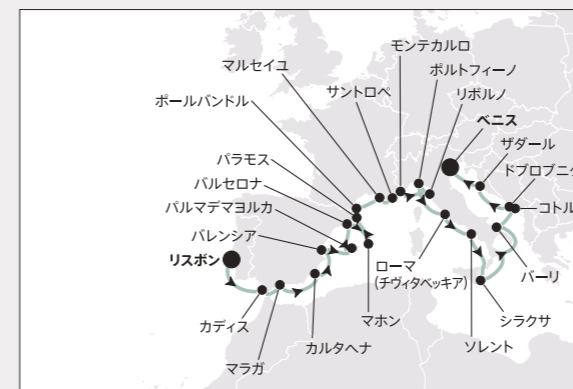 モンテカルロ
マルセイユ
ポルトフィーノ
サントロペ
リボルノ
ポールバンドル
ベニス
ザダール
パラモス
ドブロブニク
バルセロナ
コトル
パルマデマヨルカ
バレンシア
リスボン
ローマ
(チヴィタベッキア)
バーリ
マホン
シラクサ
カディス
カルタヘナ
ソレント
マラガ